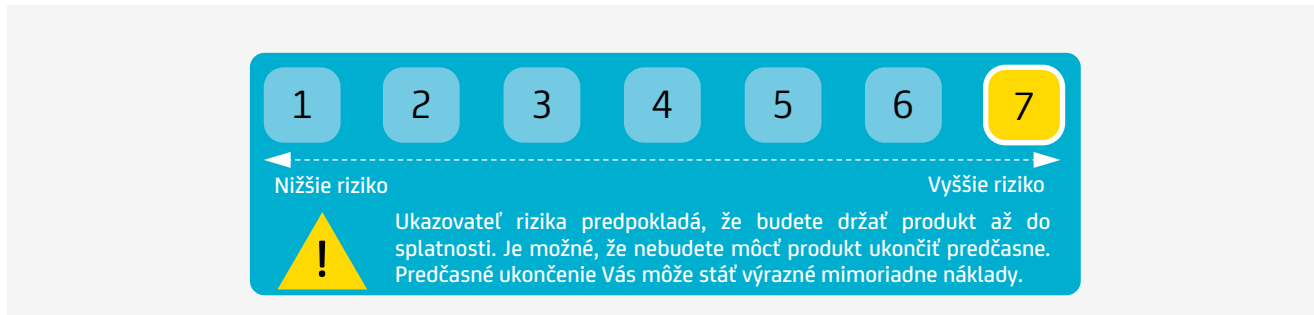 1 2 3 4 5 6 7
Nižšie riziko Vyššie riziko
Ukazovateľ rizika predpokladá, že budete držať produkt až do
splatnosti. Je možné, že nebudete môcť produkt ukončiť predčasne.
! Predčasné ukončenie Vás môže stáť výrazné mimoriadne náklady.